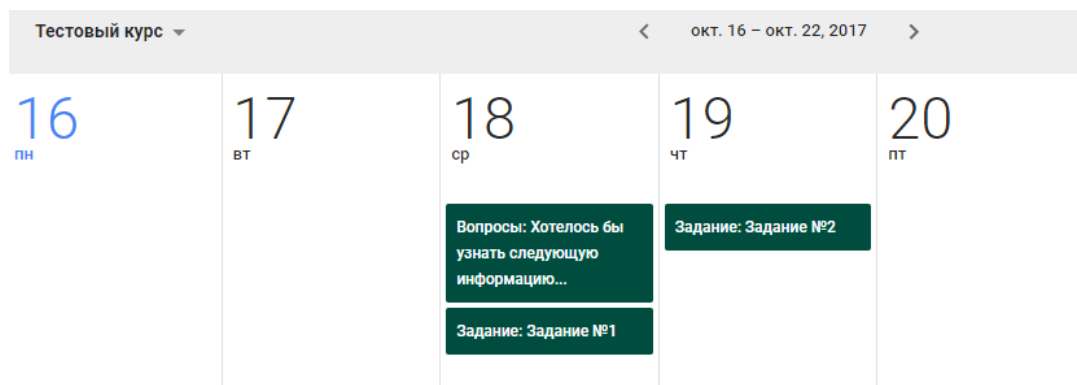 Тестовый курс
окт. 16 – окт. 22, 2017
16
пн
17
вт
18
ср
19
чт
20
пт
Вопросы: Хотелось бы
узнать следующую
информацию...
Задание: Задание №1
Задание: Задание №2